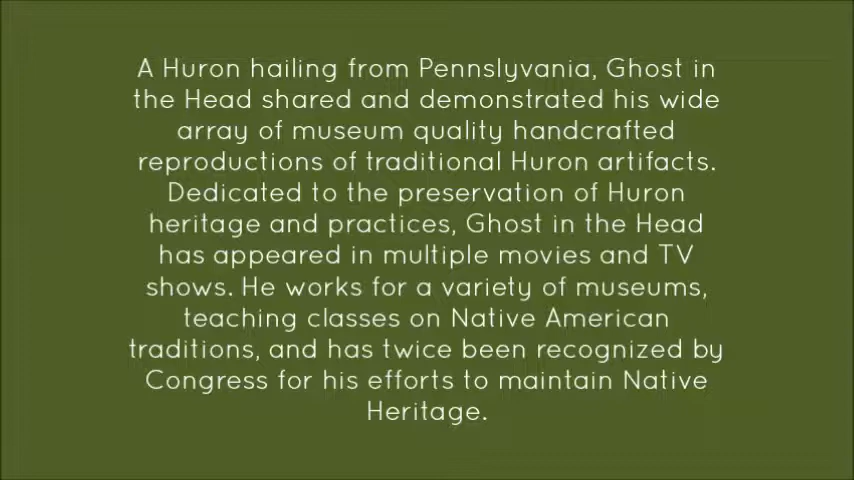 A Huron hailing from Pennslyvania, Ghost in
the Head shared and demonstrated his wide
array of museum quality handcrafted
reproductions of traditional Huron artifacts.
Dedicated to the preservation of Huron
heritage and practices, Ghost in the Head
has appeared in multiple movies and TV
shows. He works for a variety of museums,
teaching classes on Native American
traditions, and has twice been recognized by
Congress for his efforts to maintain Native
Heritage.